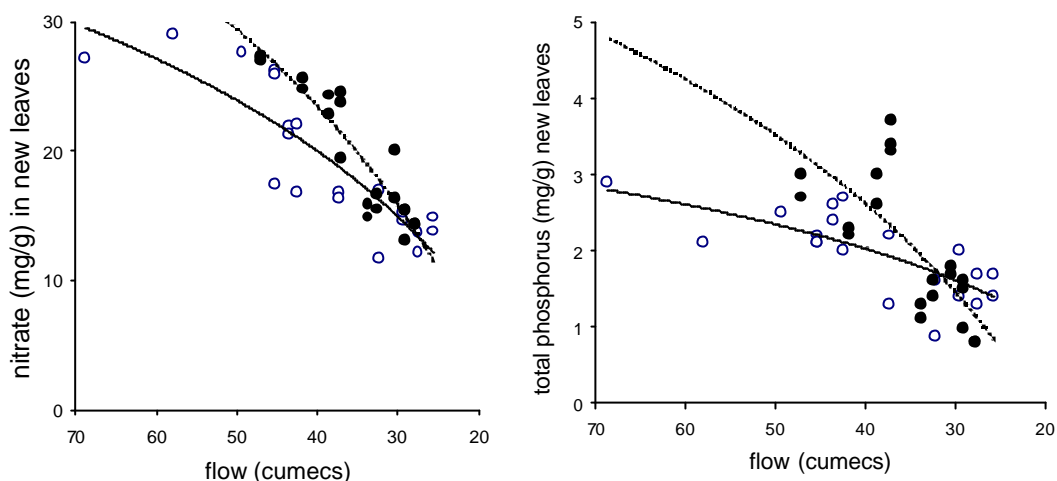 nitrate (mg/g) in new leaves
30
20
10
0
70 60 50 40 30 20
flow (cumecs)
total phosphorus (mg/g) new leaves
5
4
3
2
1
0
70 60 50 40 30 20
flow (cumecs)